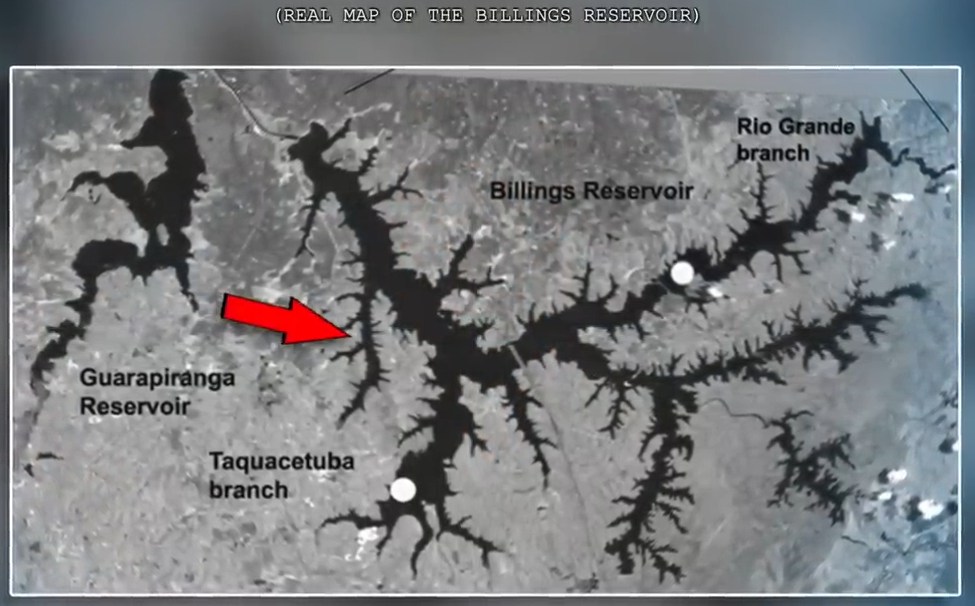 (REAL MAP OF THE BILLINGS RESERVOIR)
Rio Grande
branch
Billings Reservoir
Guarapiranga
Reservoir
Taquacetuba
branch